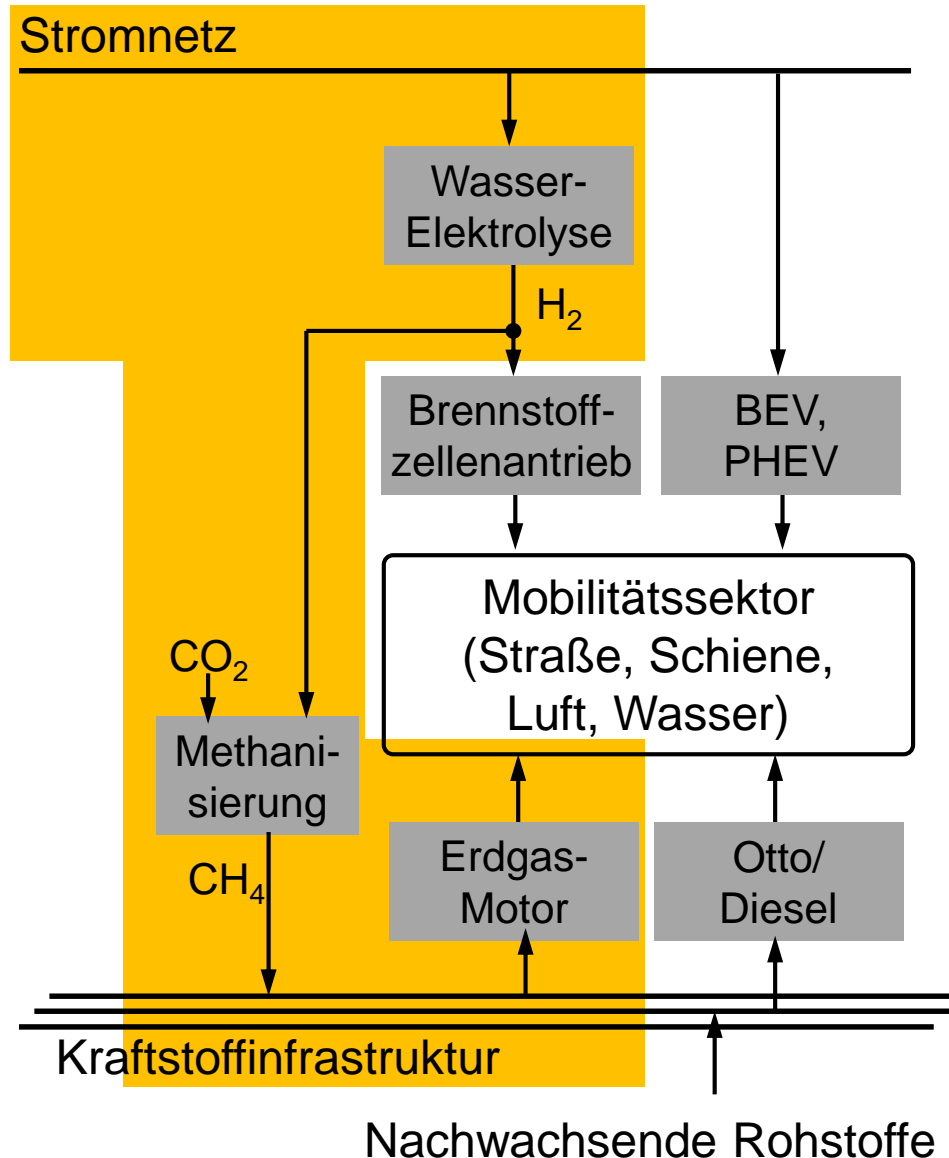 Stromnetz
Wasser-
Elektrolyse
H2
Brennstoff-
zellenantrieb
BEV,
PHEV
Mobilitätssektor
(Straße, Schiene,
Luft, Wasser)
CO2
Methani-
sierung
CH4
Erdgas-
Motor
Otto/
Diesel
Kraftstoffinfrastruktur
Nachwachsende Rohstoffe